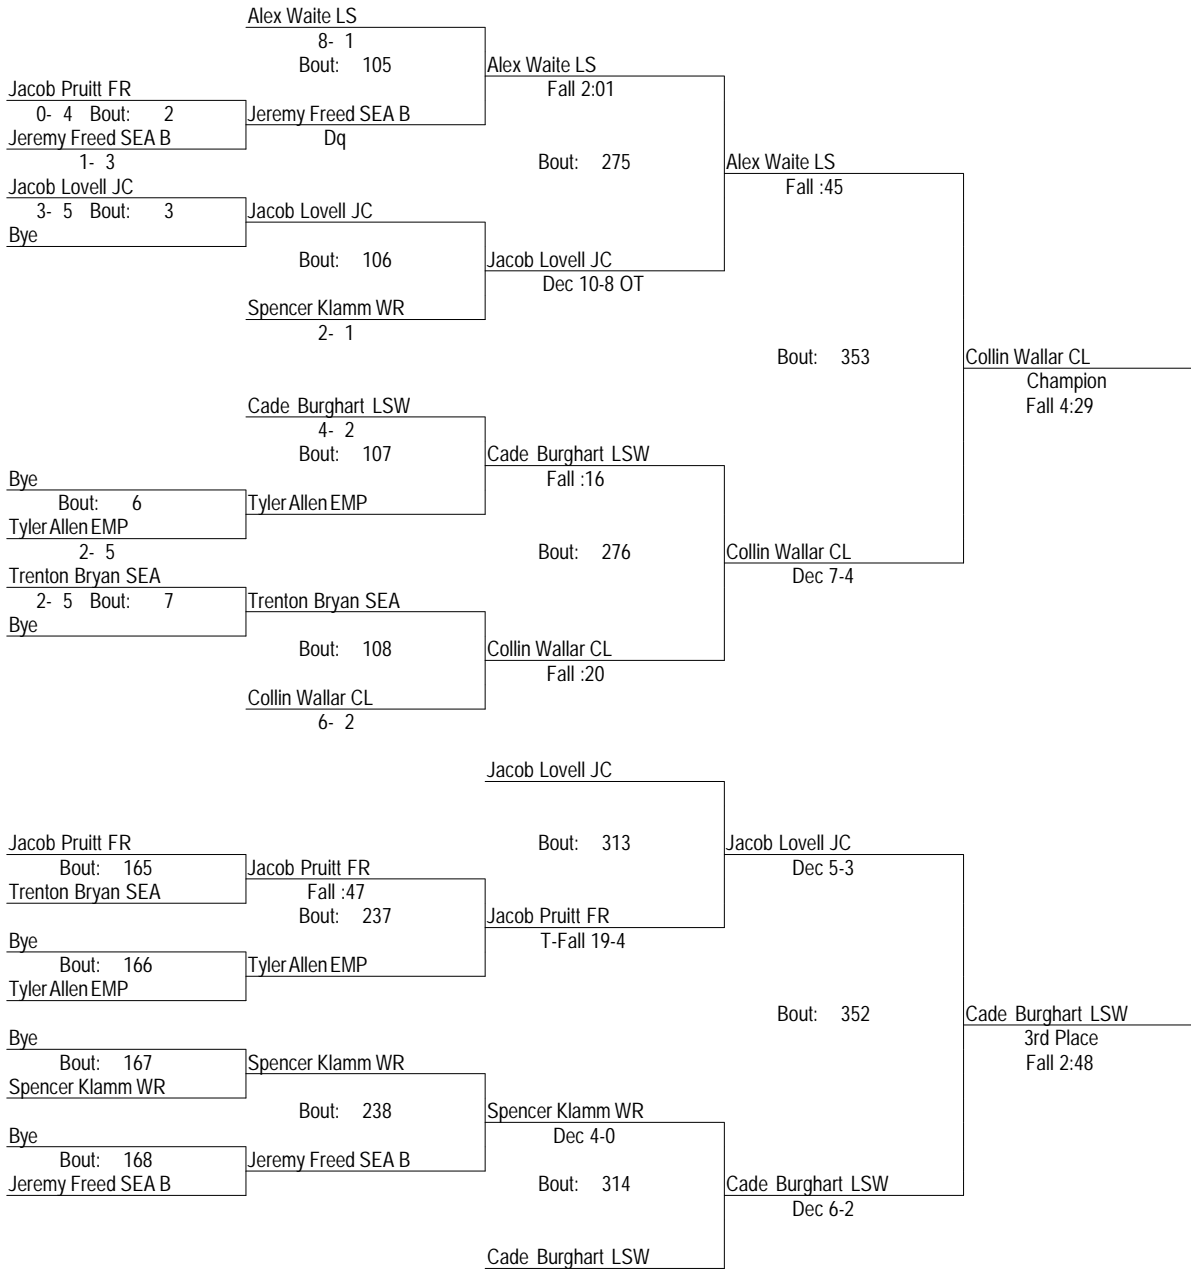 Alex Waite LS
8- 1
Bout: 105 Alex Waite LS
Jacob Pruitt FR Fall 2:01
0- 4 Bout: 2 Jeremy Freed SEA B
Jeremy Freed SEA B Dq
1- 3 Bout: 275 Alex Waite LS
Jacob Lovell JC Fall :45
3- 5 Bout: 3 Jacob Lovell JC
Bye
Bout: 106 Jacob Lovell JC
Dec 10-8 OT
Spencer Klamm WR
2- 1
Bout: 353 Collin Wallar CL
Champion
Cade Burghart LSW Fall 4:29
4- 2
Bout: 107 Cade Burghart LSW
Bye Fall :16
Bout: 6 Tyler Allen EMP
Tyler Allen EMP
2- 5 Bout: 276 Collin Wallar CL
Trenton Bryan SEA Dec 7-4
2- 5 Bout: 7 Trenton Bryan SEA
Bye
Bout: 108 Collin Wallar CL
Fall :20
Collin Wallar CL
6- 2
Jacob Lovell JC
Jacob Pruitt FR Bout: 313 Jacob Lovell JC
Bout: 165 Jacob Pruitt FR Dec 5-3
Trenton Bryan SEA Fall :47
Bout: 237 Jacob Pruitt FR
Bye T-Fall 19-4
Bout: 166 Tyler Allen EMP
Tyler Allen EMP
Bout: 352 Cade Burghart LSW
Bye 3rd Place
Bout: 167 Spencer Klamm WR Fall 2:48
Spencer Klamm WR
Bout: 238 Spencer Klamm WR
Bye Dec 4-0
Bout: 168 Jeremy Freed SEA B
Jeremy Freed SEA B Bout: 314 Cade Burghart LSW
Dec 6-2
Cade Burghart LSW